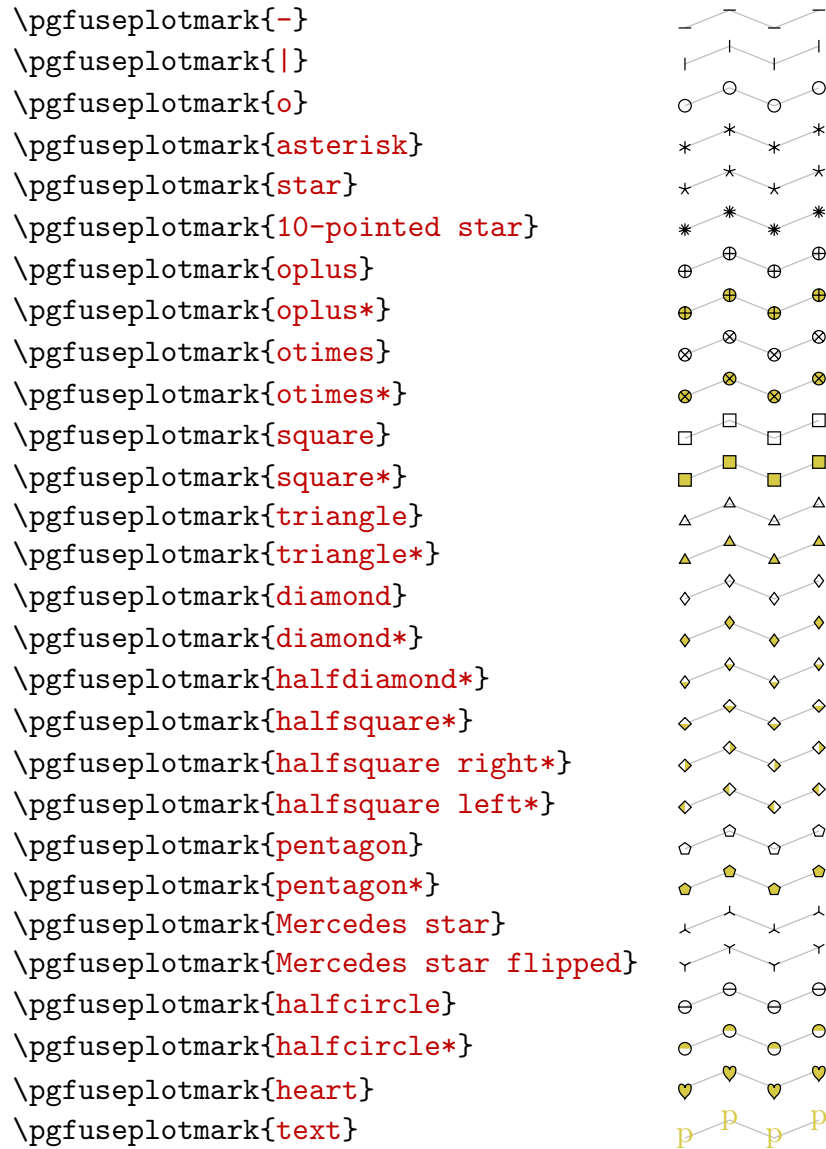 \pgfuseplotmark{-}
\pgfuseplotmark{|}
\pgfuseplotmark{o}
\pgfuseplotmark{asterisk}
\pgfuseplotmark{star}
\pgfuseplotmark{10-pointed star}
\pgfuseplotmark{oplus}
\pgfuseplotmark{oplus*}
\pgfuseplotmark{otimes}
\pgfuseplotmark{otimes*}
\pgfuseplotmark{square}
\pgfuseplotmark{square*}
\pgfuseplotmark{triangle}
\pgfuseplotmark{triangle*}
\pgfuseplotmark{diamond}
\pgfuseplotmark{diamond*}
\pgfuseplotmark{halfdiamond*}
\pgfuseplotmark{halfsquare*}
\pgfuseplotmark{halfsquare right*}
\pgfuseplotmark{halfsquare left*}
\pgfuseplotmark{pentagon}
\pgfuseplotmark{pentagon*}
\pgfuseplotmark{Mercedes star}
\pgfuseplotmark{Mercedes star flipped}
\pgfuseplotmark{halfcircle}
\pgfuseplotmark{halfcircle*}
\pgfuseplotmark{heart}
\pgfuseplotmark{text} p p p p